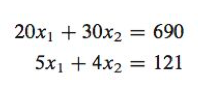 20x₁ + 30x₂ = 690
5x₁ + 4x₂ = 121